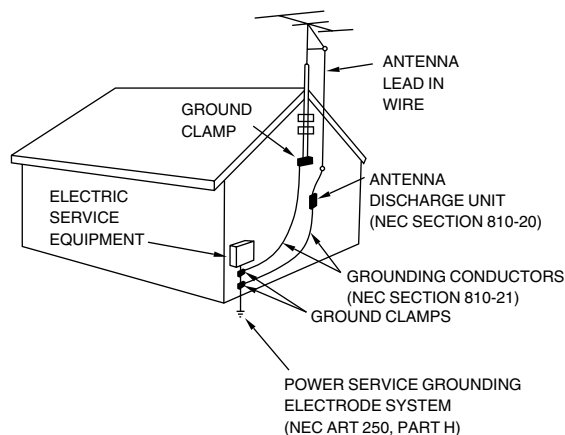 ANTENNA
LEAD IN
WIRE
GROUND
CLAMP
ANTENNA
DISCHARGE UNIT
(NEC SECTION 810-20)
ELECTRIC
SERVICE
EQUIPMENT
GROUNDING CONDUCTORS
(NEC SECTION 810-21)
GROUND CLAMPS
POWER SERVICE GROUNDING
ELECTRODE SYSTEM
(NEC ART 250, PART H)